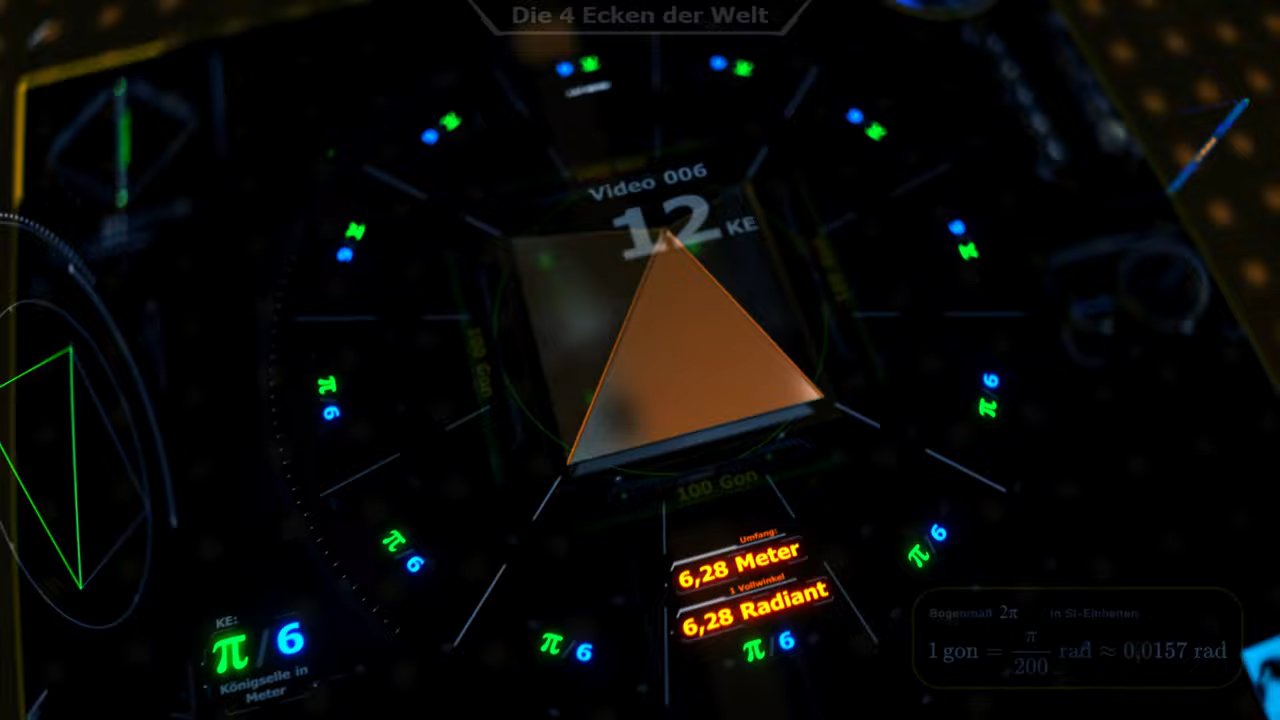 Die 4 Ecken der Welt
Video 006
12 KE
100 Gon
100 Gon
Umfang:
6,28 Meter
1 Vollwinkel
6,28 Radiant
π/6
π/6
π/6
π/6
π/6
π/6
KE:
π/6
Königselle in
Meter
Bogenmaß 2π in SI-Einheiten
1 gon = π/200 rad ≈ 0,0157 rad